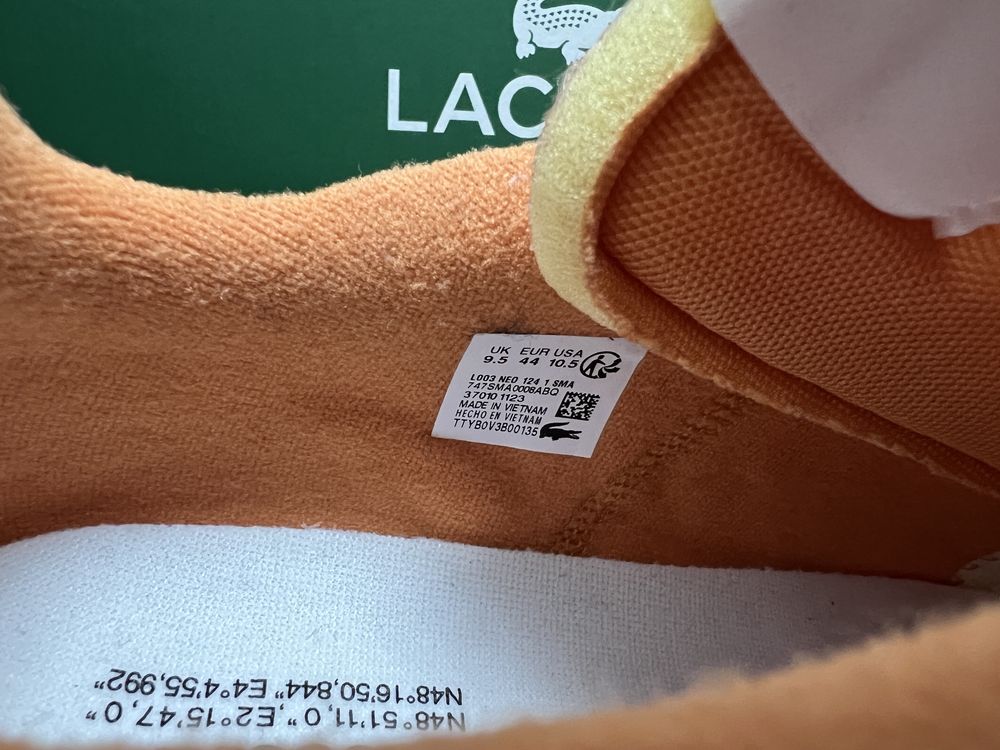 LAC
UK EUR USA
9.5 44 10.5
L003 NEO 124 1 SMA
747SMA0008ABQ
37010 1123
MADE IN VIETNAM
HECHO EN VIETNAM
TTYB0V3B00135
N48°51'11,0",E2°15'47,0"
N48°16'50,844" E4°4'55,992"